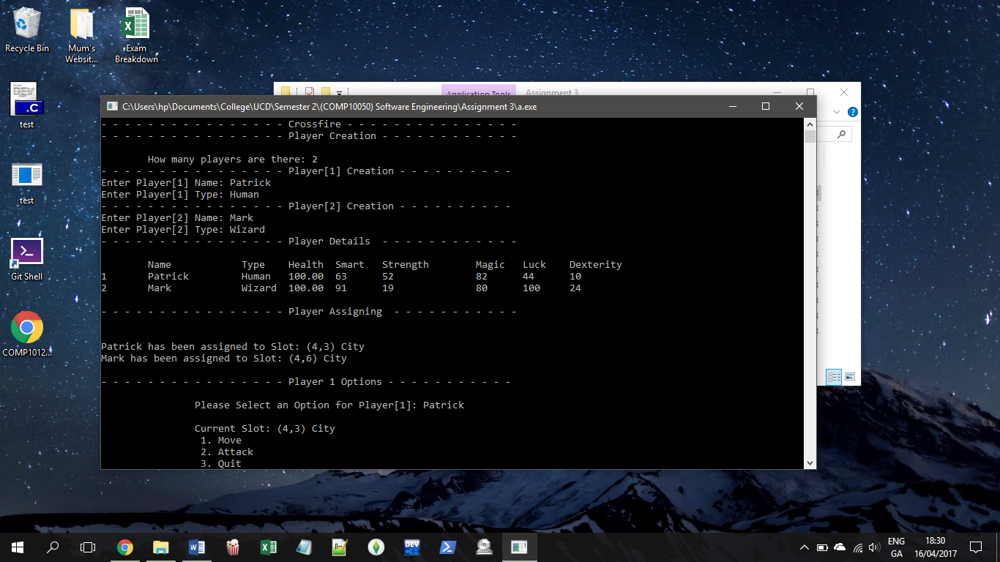 Recycle Bin
Mum's
Websit...
Exam
Breakdown
test
test
Git Shell
COMP1012...
Application Tools
Assignment 3
C:\Users\hp\Documents\College\UCD\Semester 2\(COMP10050) Software Engineering\Assignment 3\a.exe
- - - - - - - - - - - - - - - - Crossfire - - - - - - - - - - - - - - -
- - - - - - - - - - - - - - - - Player Creation - - - - - - - - - - - -
How many players are there: 2
- - - - - - - - - - - - - - - - Player[1] Creation - - - - - - - - - -
Enter Player[1] Name: Patrick
Enter Player[1] Type: Human
- - - - - - - - - - - - - - - - Player[2] Creation - - - - - - - - - -
Enter Player[2] Name: Mark
Enter Player[2] Type: Wizard
- - - - - - - - - - - - - - - - Player Details - - - - - - - - - - - -
Name Type Health Smart Strength Magic Luck Dexterity
1 Patrick Human 100.00 63 52 82 44 10
2 Mark Wizard 100.00 91 19 80 100 24
- - - - - - - - - - - - - - - - Player Assigning - - - - - - - - - - -
Patrick has been assigned to Slot: (4,3) City
Mark has been assigned to Slot: (4,6) City
- - - - - - - - - - - - - - - - Player 1 Options - - - - - - - - - - -
Please Select an Option for Player[1]: Patrick
Current Slot: (4,3) City
1. Move
2. Attack
3. Quit
ENG
GA
18:30
16/04/2017